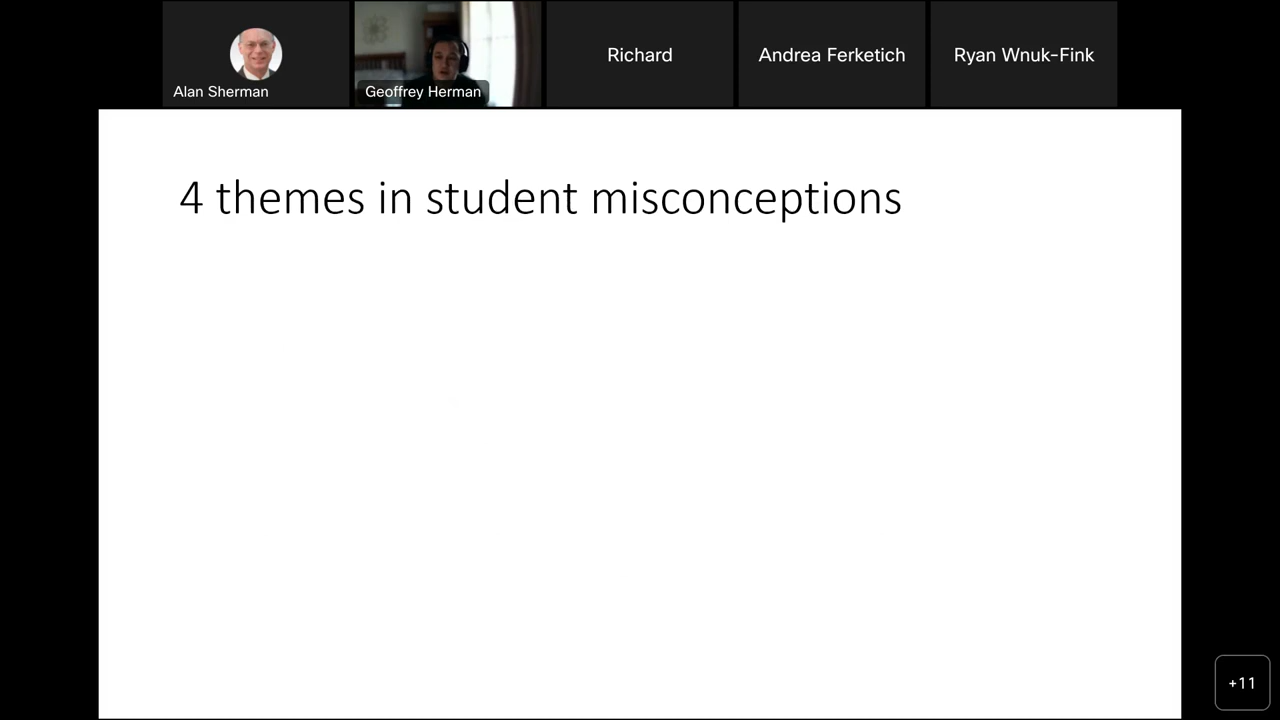 Alan Sherman
Geoffrey Herman
Richard
Andrea Ferketich
Ryan Wnuk-Fink
4 themes in student misconceptions
+11